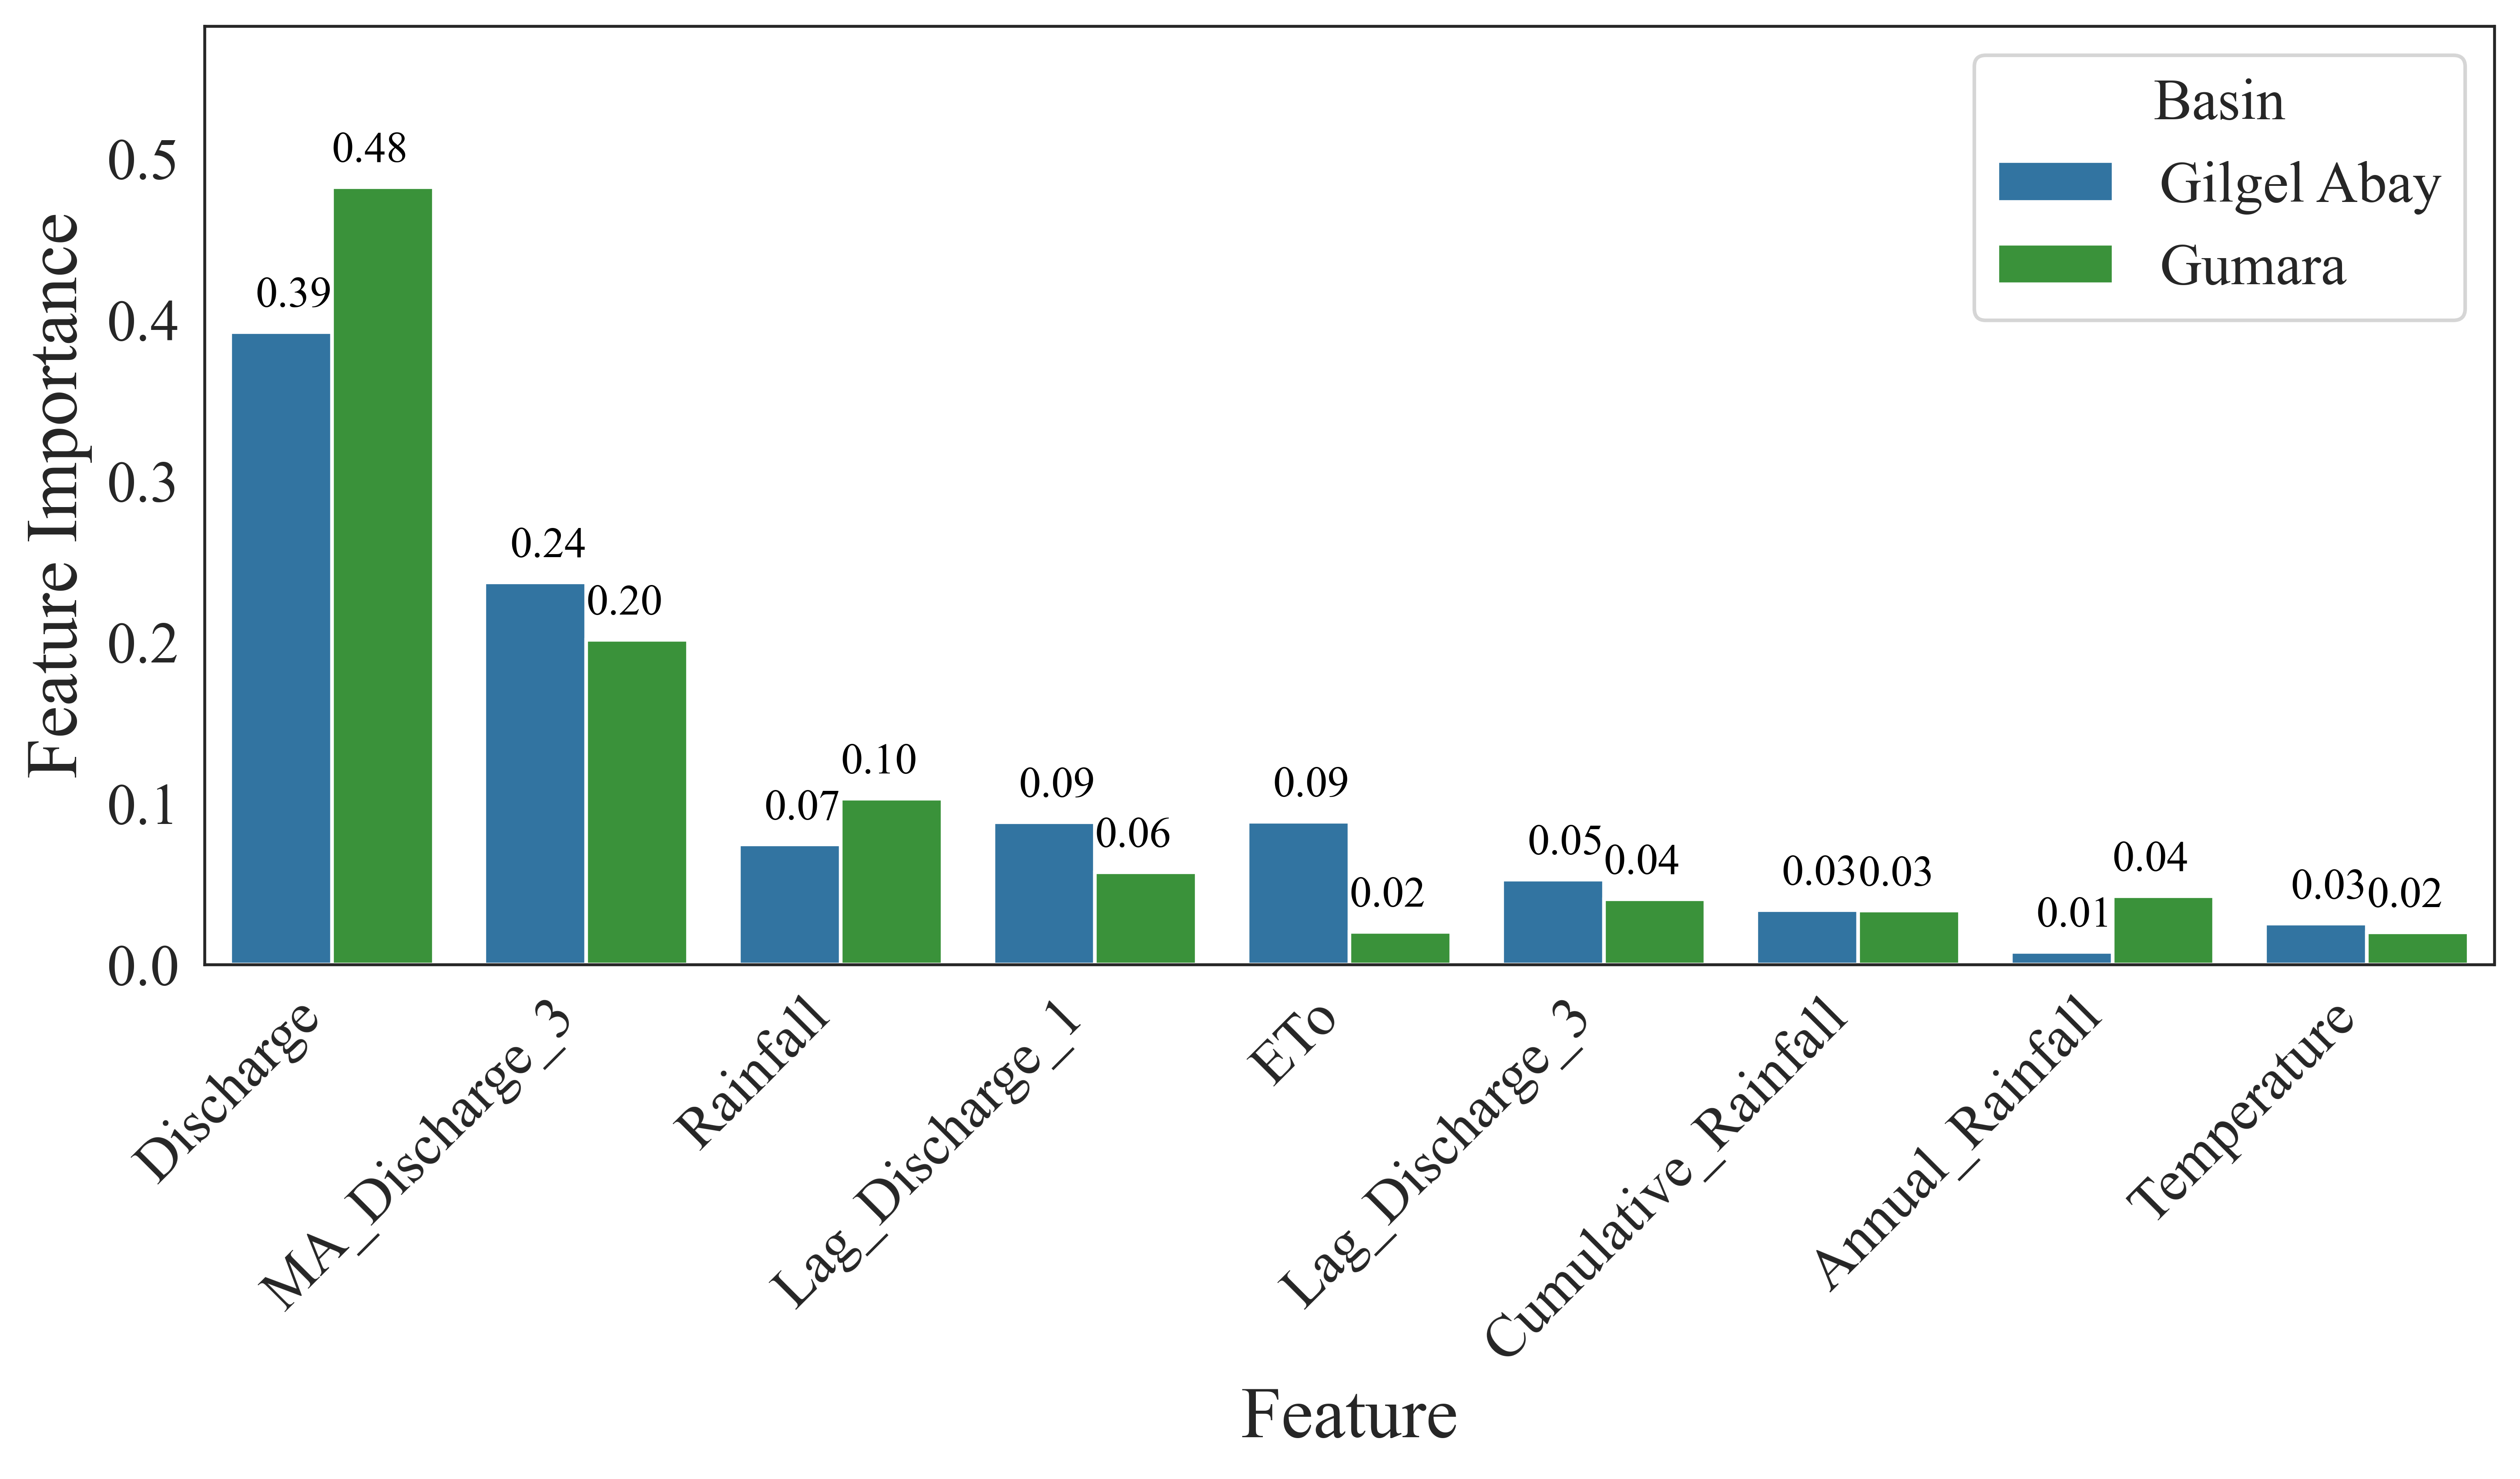 Basin
Gilgel Abay
Gumara
Feature Importance
0.5
0.4
0.3
0.2
0.1
0.0
0.39
0.48
0.24
0.20
0.07
0.10
0.09
0.06
0.09
0.02
0.05
0.04
0.03
0.03
0.01
0.04
0.03
0.02
Discharge
MA_Discharge_3
Rainfall
Lag_Discharge_1
ETo
Lag_Discharge_3
Cumulative_Rainfall
Annual_Rainfall
Temperature
Feature